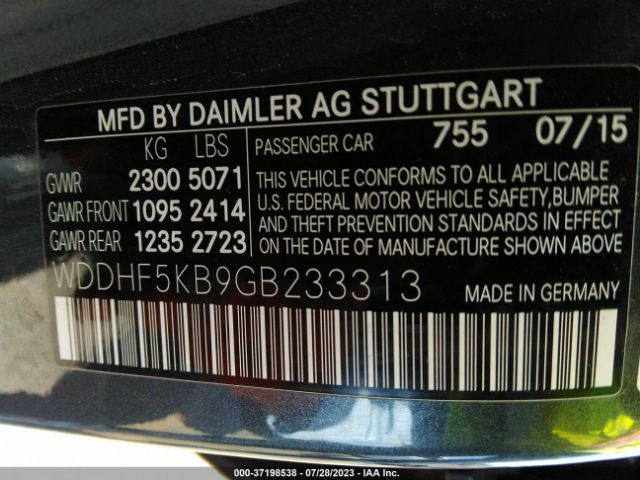 MFD BY DAIMLER AG STUTTGART
KG LBS
PASSENGER CAR 755 07/15
GVWR 2300 5071
GAWR FRONT 1095 2414
GAWR REAR 1235 2723
THIS VEHICLE CONFORMS TO ALL APPLICABLE
U.S. FEDERAL MOTOR VEHICLE SAFETY, BUMPER
AND THEFT PREVENTION STANDARDS IN EFFECT
ON THE DATE OF MANUFACTURE SHOWN ABOVE
WDDHF5KB9GB233313
MADE IN GERMANY
000-37198538 - 07/28/2023 - IAA Inc.